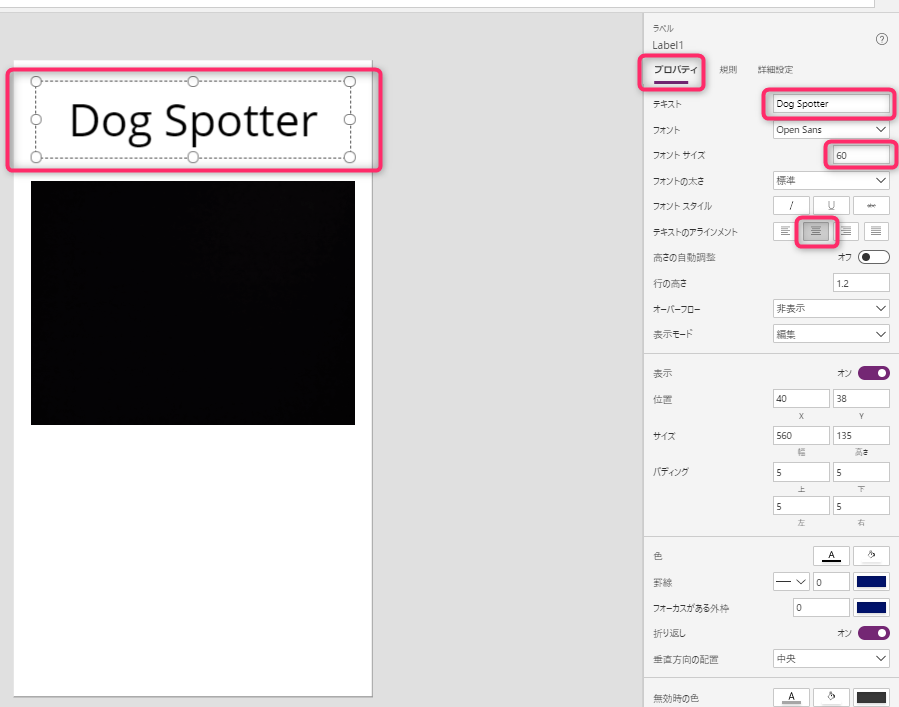 Dog Spotter
ラベル
Label1
プロパティ 規則 詳細設定
テキスト Dog Spotter
フォント Open Sans
フォント サイズ 60
フォントの太さ 標準
フォント スタイル / U abc
テキストのアラインメント
高さの自動調整 オフ
行の高さ 1.2
オーバーフロー 非表示
表示モード 編集
表示 オン
位置 40 38
X Y
サイズ 560 135
幅 高さ
パディング 5 5
上 下
5 5
左 右
色 A
罫線 0
フォーカスがある外枠 0
折り返し オン
垂直方向の配置 中央
無効時の色 A